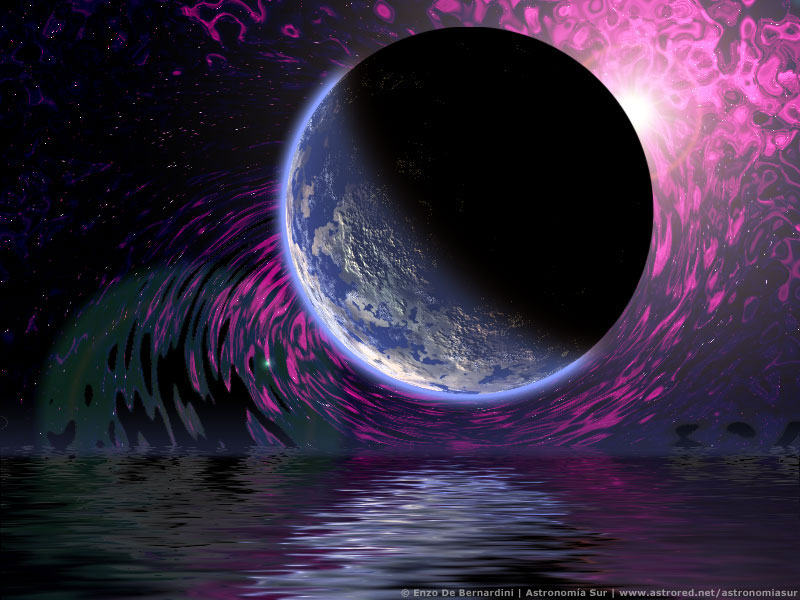 © Enzo De Bernardini | Astronomía Sur | www.astrored.net/astronomiasur